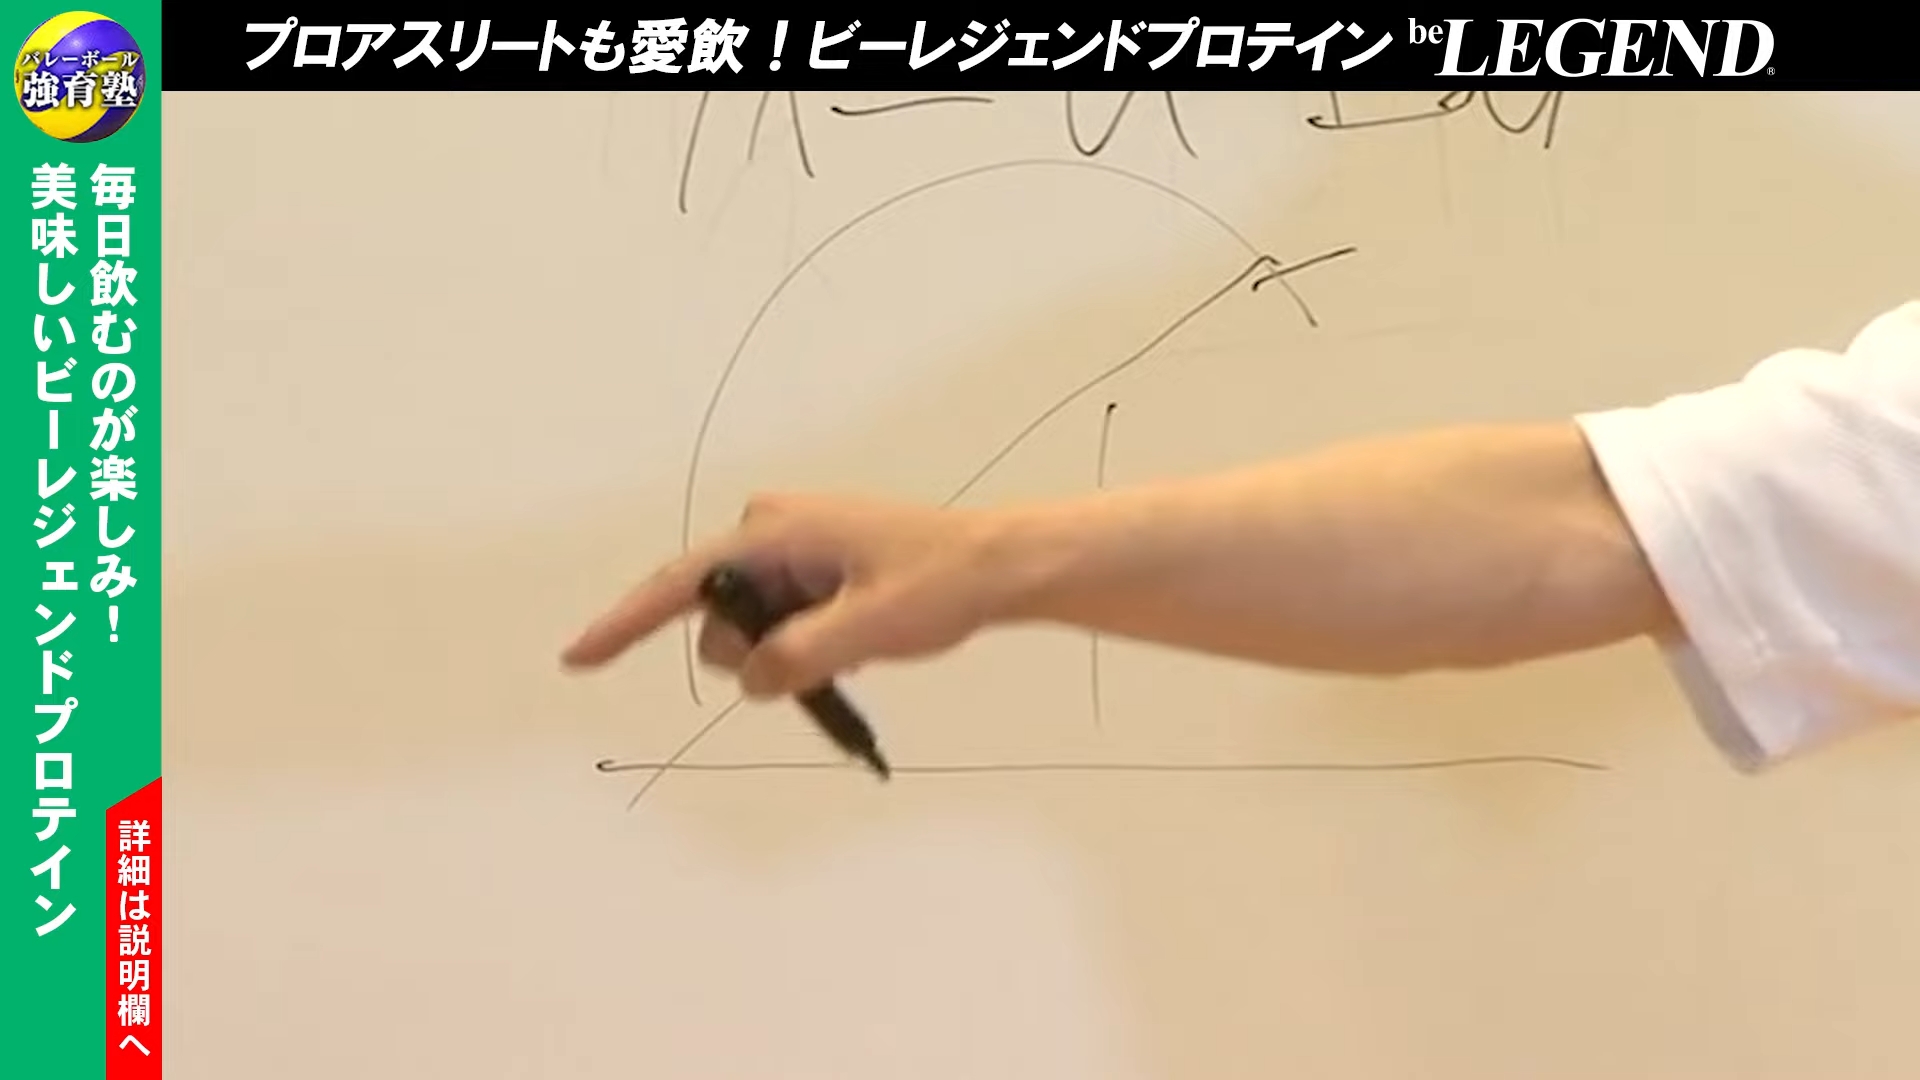 プロアスリートも愛飲！ビーレジェンドプロテイン be LEGEND®
バレーボール
強育塾
毎日飲むのが楽しみ！
美味しいビーレジェンドプロテイン
詳細は説明欄へ